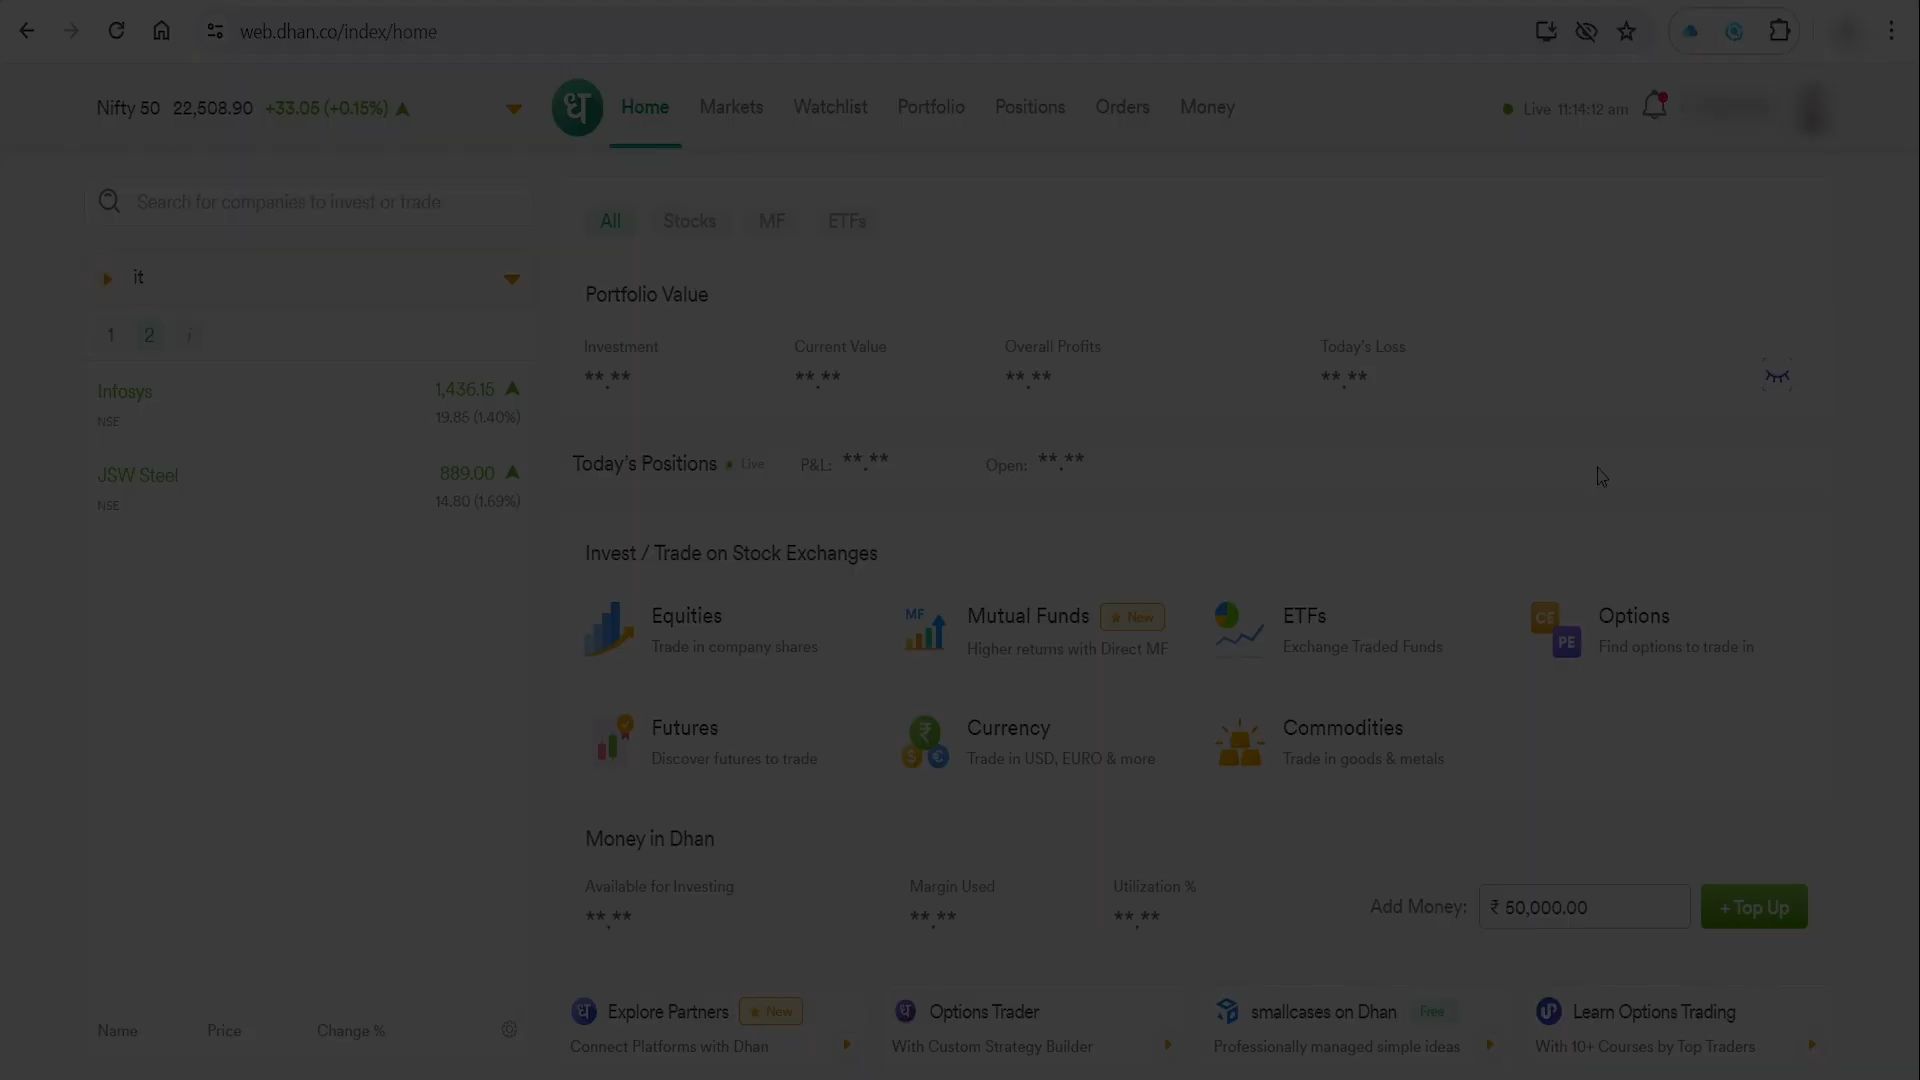 web.dhan.co/index/home
Nifty 50 22,508.90 +33.05 (+0.15%)
ध Home Markets Watchlist Portfolio Positions Orders Money
Live 11:14:12 am
Search for companies to invest or trade
it
1 2 i
Infosys 1,436.15
NSE 19.85 (1.40%)
JSW Steel 889.00
NSE 14.80 (1.69%)
Name Price Change %
All Stocks MF ETFs
Portfolio Value
Investment Current Value Overall Profits Today's Loss
**.** **.** **.** **.**
Today's Positions Live P&L: **.** Open: **.**
Invest / Trade on Stock Exchanges
Equities
Trade in company shares
MF
Mutual Funds New
Higher returns with Direct MF
ETFs
Exchange Traded Funds
CE
PE
Options
Find options to trade in
Futures
Discover futures to trade
₹
$ €
Currency
Trade in USD, EURO & more
Commodities
Trade in goods & metals
Money in Dhan
Available for Investing Margin Used Utilization %
**.** **.** **.**
Add Money: ₹ 50,000.00 + Top Up
ध Explore Partners New
Connect Platforms with Dhan
ध Options Trader
With Custom Strategy Builder
smallcases on Dhan Free
Professionally managed simple ideas
Learn Options Trading
With 10+ Courses by Top Traders